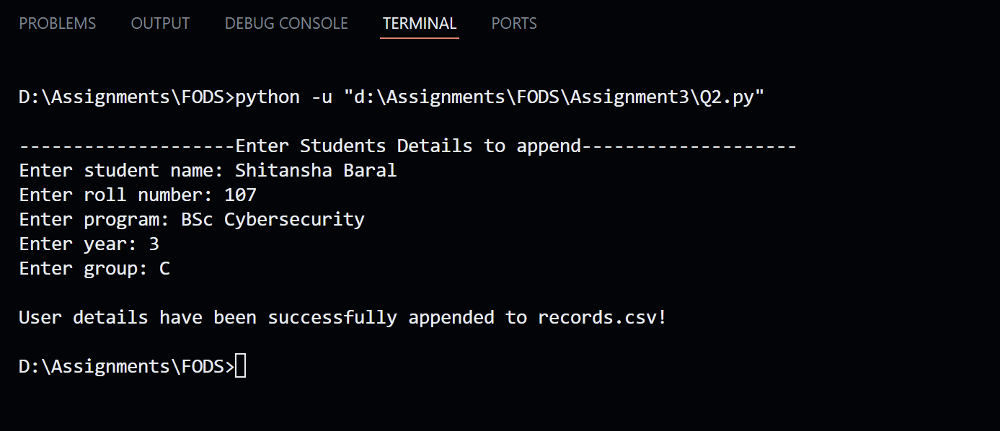 PROBLEMS OUTPUT DEBUG CONSOLE TERMINAL PORTS
D:\Assignments\FODS>python -u "d:\Assignments\FODS\Assignment3\Q2.py"
--------------------Enter Students Details to append--------------------
Enter student name: Shitansha Baral
Enter roll number: 107
Enter program: BSc Cybersecurity
Enter year: 3
Enter group: C
User details have been successfully appended to records.csv!
D:\Assignments\FODS>